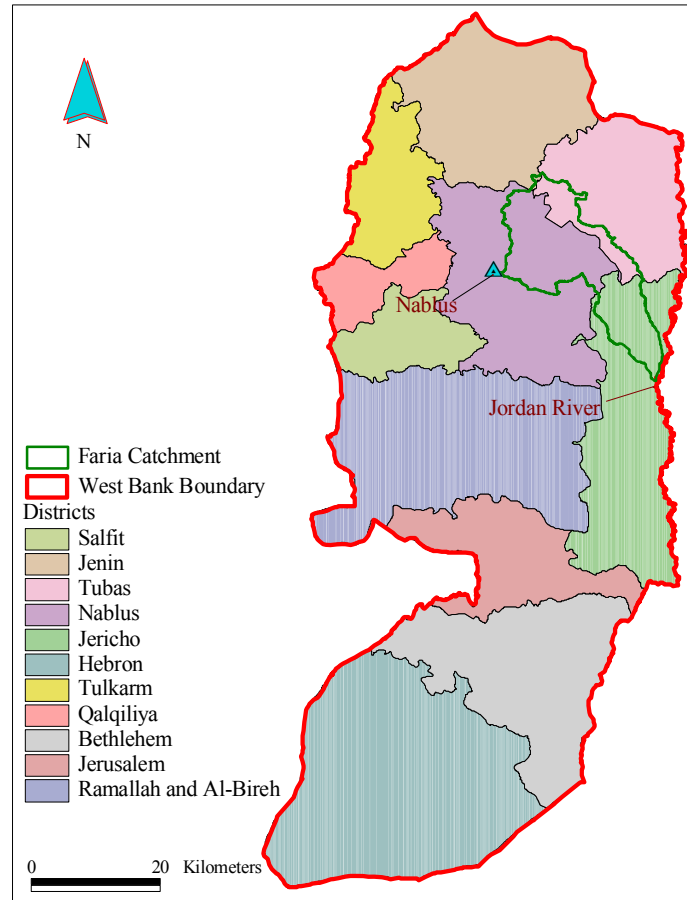 N
Nablus
Jordan River
Faria Catchment
West Bank Boundary
Districts
Salfit
Jenin
Tubas
Nablus
Jericho
Hebron
Tulkarm
Qalqiliya
Bethlehem
Jerusalem
Ramallah and Al-Bireh
0 20 Kilometers